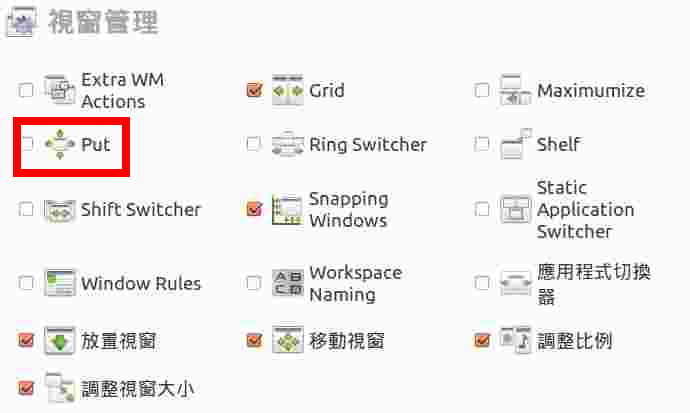 視窗管理
Extra WM
Actions
Grid
Maximumize
Put
Ring Switcher
Shelf
Shift Switcher
Snapping
Windows
Static
Application
Switcher
Window Rules
Workspace
Naming
應用程式切換
器
放置視窗
移動視窗
調整比例
調整視窗大小